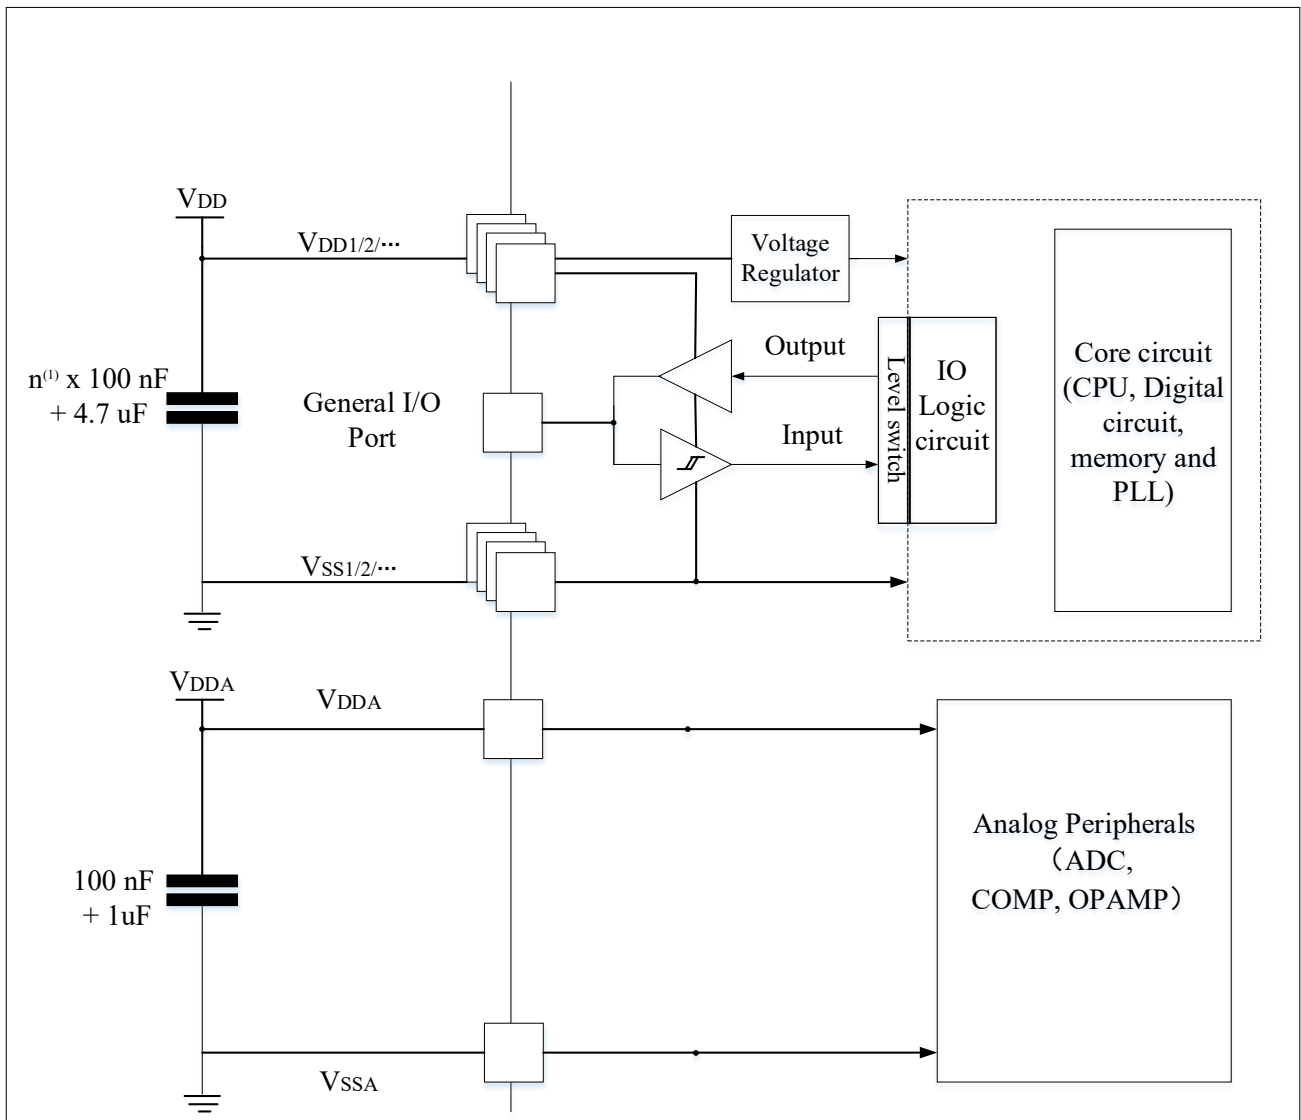 VDD
VDD1/2/···
Voltage
Regulator
n(1) x 100 nF
+ 4.7 uF
General I/O
Port
Output
Input
Level switch
IO
Logic
circuit
Core circuit
(CPU, Digital
circuit,
memory and
PLL)
VSS1/2/···
VDDA
VDDA
100 nF
+ 1uF
Analog Peripherals
（ADC,
COMP, OPAMP）
VSSA